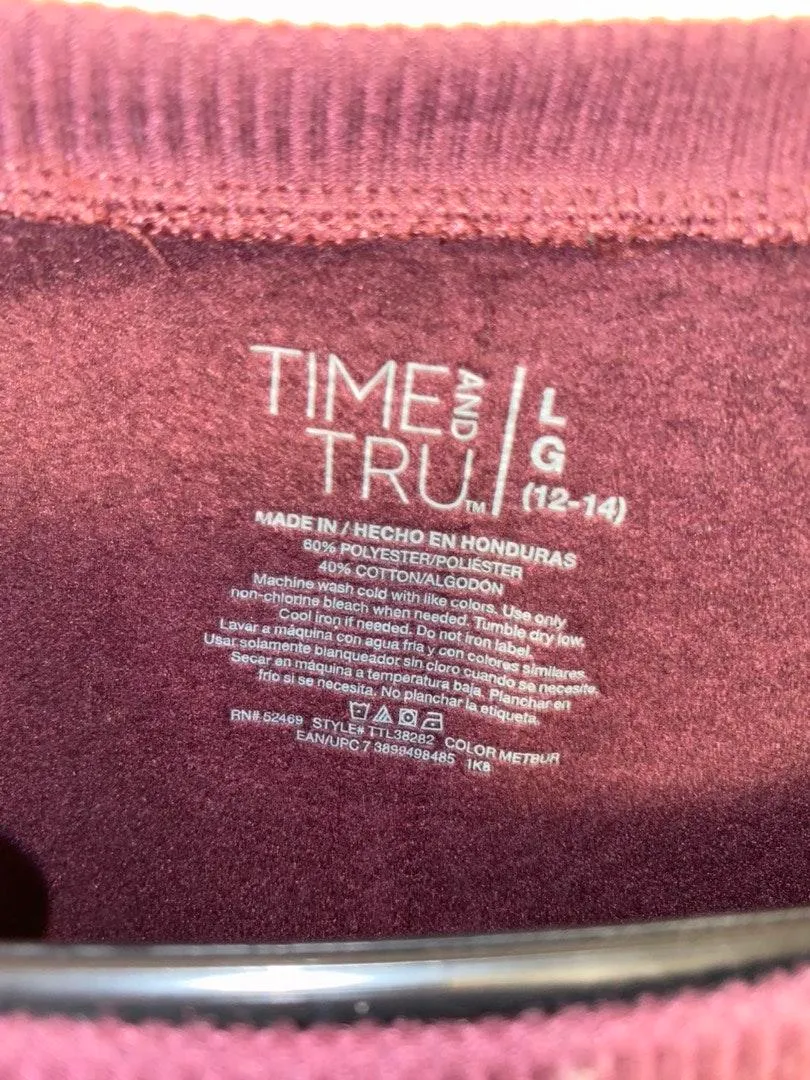 TIME AND TRU™
L
G
(12-14)
MADE IN / HECHO EN HONDURAS
60% POLYESTER/POLIÉSTER
40% COTTON/ALGODÓN
Machine wash cold with like colors. Use only
non-chlorine bleach when needed. Tumble dry low.
Cool iron if needed. Do not iron label.
Lavar a máquina con agua fria y con colores similares.
Usar solamente blanqueador sin cloro cuando se necesite.
Secar en máquina a temperatura baja. Planchar en
frío si se necesita. No planchar la etiqueta.
RN# 52469 STYLE# TTL38282 COLOR METBUR
EAN/UPC 7 3899498485 1K8